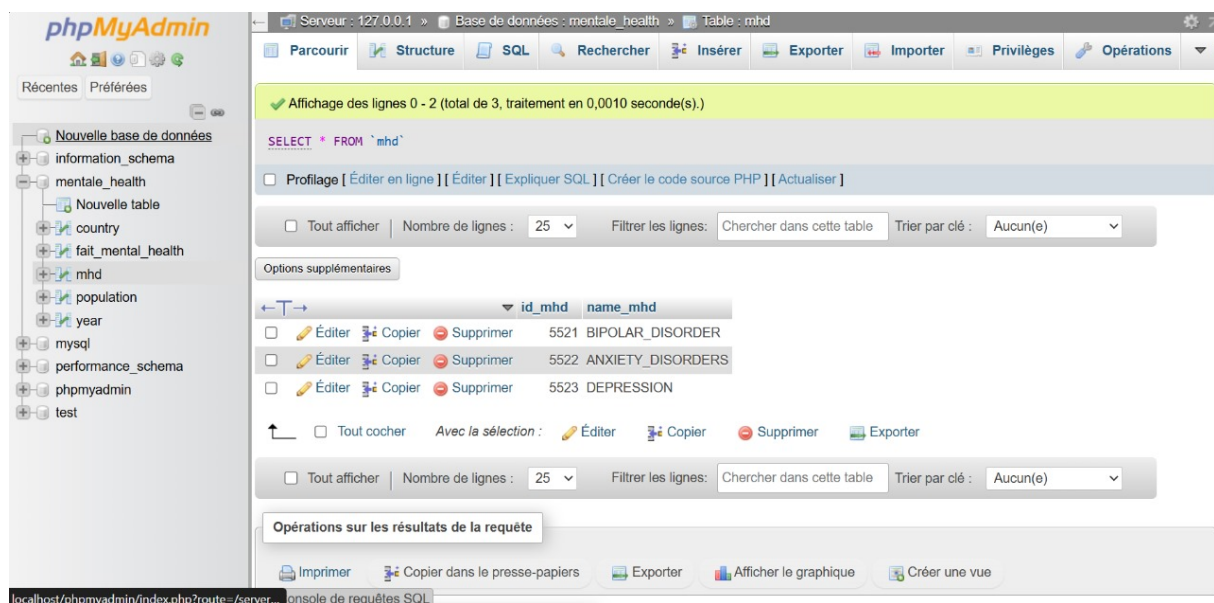 phpMyAdmin
Récentes Préférées
Nouvelle base de données
information_schema
mentale_health
Nouvelle table
country
fait_mental_health
mhd
population
year
mysql
performance_schema
phpmyadmin
test
Serveur : 127.0.0.1 » Base de données : mentale_health » Table : mhd
Parcourir Structure SQL Rechercher Insérer Exporter Importer Privilèges Opérations
Affichage des lignes 0 - 2 (total de 3, traitement en 0,0010 seconde(s).)
SELECT * FROM `mhd`
Profilage [ Éditer en ligne ] [ Éditer ] [ Expliquer SQL ] [ Créer le code source PHP ] [ Actualiser ]
Tout afficher | Nombre de lignes : 25 Filtrer les lignes: Chercher dans cette table Trier par clé : Aucun(e)
Options supplémentaires
←T→ id_mhd name_mhd
Éditer Copier Supprimer 5521 BIPOLAR_DISORDER
Éditer Copier Supprimer 5522 ANXIETY_DISORDERS
Éditer Copier Supprimer 5523 DEPRESSION
Tout cocher Avec la sélection : Éditer Copier Supprimer Exporter
Tout afficher | Nombre de lignes : 25 Filtrer les lignes: Chercher dans cette table Trier par clé : Aucun(e)
Opérations sur les résultats de la requête
Imprimer Copier dans le presse-papiers Exporter Afficher le graphique Créer une vue
localhost/phpmyadmin/index.php?route=/server... onsole de requêtes SQL